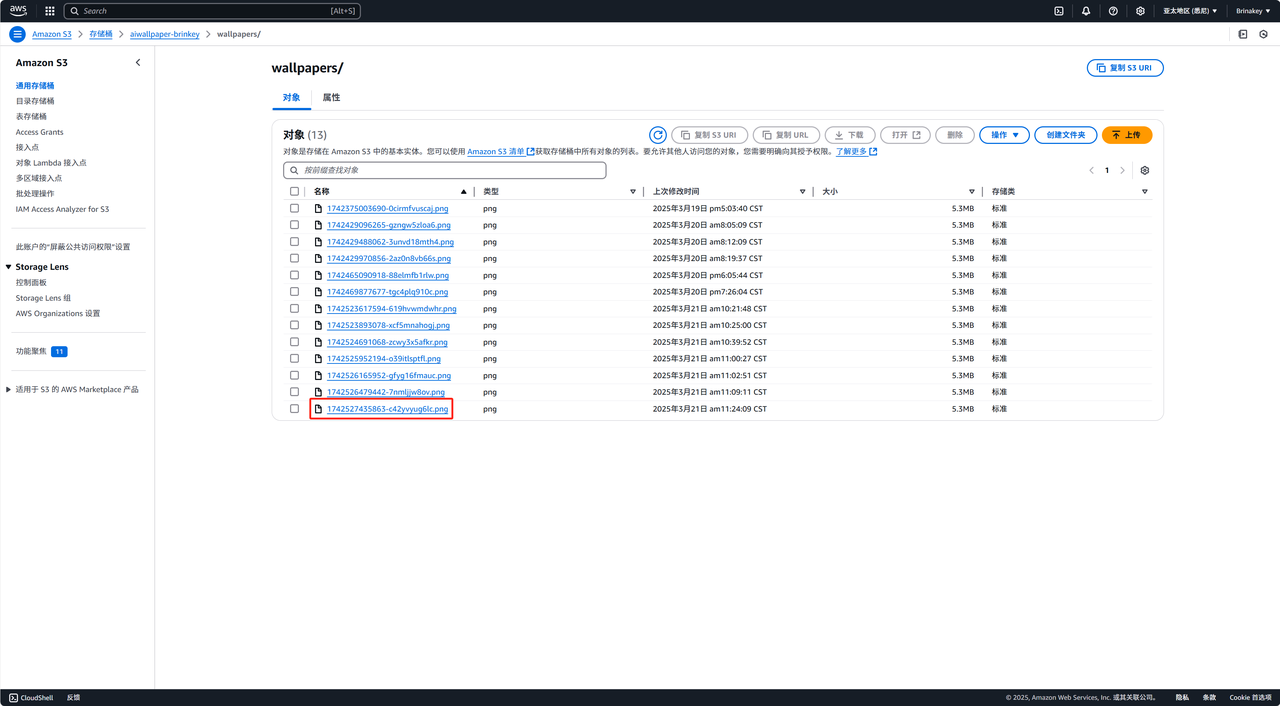 aws
Search [Alt+S]
亚太地区 (悉尼) ▼
Brinakey ▼
Amazon S3 > 存储桶 > aiwallpaper-brinkey > wallpapers/
Amazon S3
通用存储桶
目录存储桶
表存储桶
Access Grants
接入点
对象 Lambda 接入点
多区域接入点
批处理操作
IAM Access Analyzer for S3
此账户的“屏蔽公共访问权限”设置
Storage Lens
控制面板
Storage Lens 组
AWS Organizations 设置
功能聚焦 11
适用于 S3 的 AWS Marketplace 产品
wallpapers/
复制 S3 URI
对象 属性
对象 (13)
复制 S3 URI 复制 URL 下载 打开 删除 操作 ▼ 创建文件夹 上传
对象是存储在 Amazon S3 中的基本实体。您可以使用 Amazon S3 清单 获取存储桶中所有对象的列表。要允许其他人访问您的对象，您需要明确向其授予权限。 了解更多
按前缀查找对象
1
名称 类型 上次修改时间 大小 存储类
1742375003690-0cirmfvuscaj.png png 2025年3月19日 pm5:03:40 CST 5.3MB 标准
1742429096265-gzngw5zloa6.png png 2025年3月20日 am8:05:09 CST 5.3MB 标准
1742429488062-3unvd18mth4.png png 2025年3月20日 am8:12:09 CST 5.3MB 标准
1742429970856-2az0n8vb66s.png png 2025年3月20日 am8:19:37 CST 5.3MB 标准
1742465090918-88elmfb1rlw.png png 2025年3月20日 pm6:05:44 CST 5.3MB 标准
1742469877677-tgc4plq910c.png png 2025年3月20日 pm7:26:04 CST 5.3MB 标准
1742523617594-619hvwmdwhr.png png 2025年3月21日 am10:21:48 CST 5.3MB 标准
1742523893078-xcf5mnahogj.png png 2025年3月21日 am10:25:00 CST 5.3MB 标准
1742524691068-zcwy3x5afkr.png png 2025年3月21日 am10:39:52 CST 5.3MB 标准
1742525952194-o39itlsptfl.png png 2025年3月21日 am11:00:27 CST 5.3MB 标准
1742526165952-gfyg16fmauc.png png 2025年3月21日 am11:02:51 CST 5.3MB 标准
1742526479442-7nmljjw8ov.png png 2025年3月21日 am11:09:11 CST 5.3MB 标准
1742527435863-c42yvyug6lc.png png 2025年3月21日 am11:24:09 CST 5.3MB 标准
CloudShell 反馈
© 2025, Amazon Web Services, Inc. 或其关联公司。 隐私 条款 Cookie 首选项